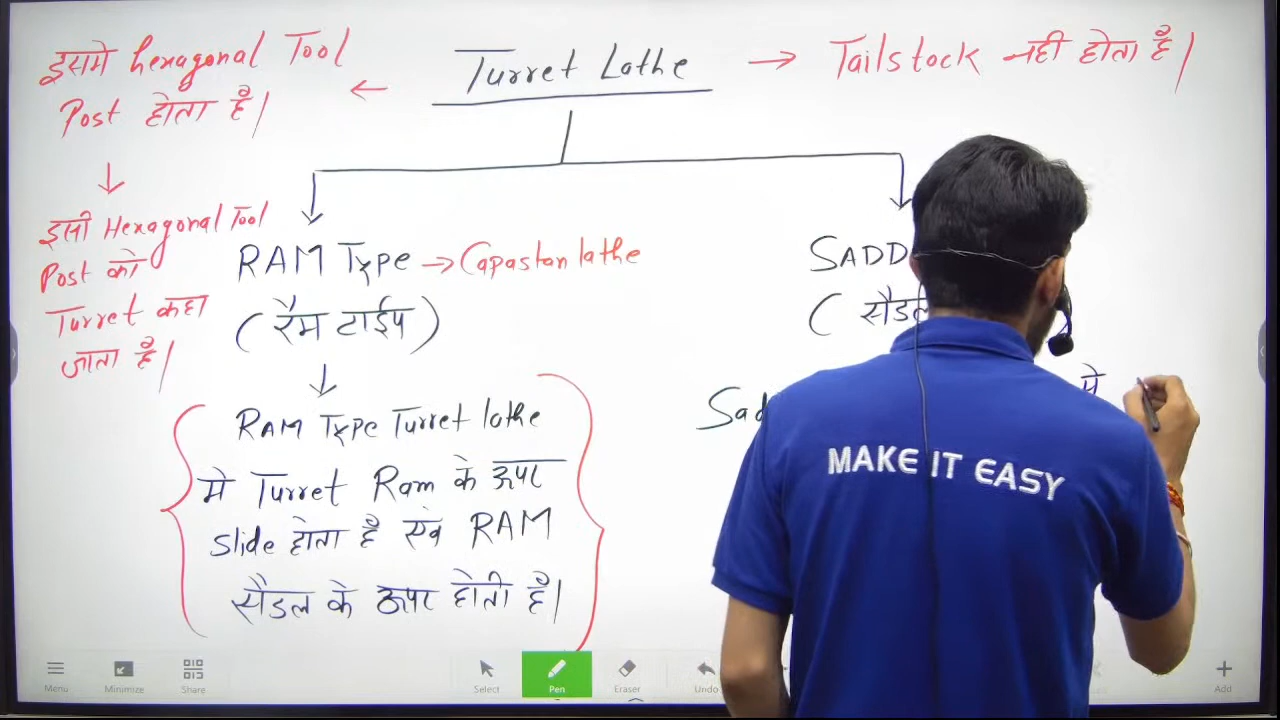 इसमे hexagonal Tool
Post होता है।
Turret Lathe
→ Tailstock नही होता है।
इसी Hexagonal Tool
Post को
Turret कहा
जाता है।
RAM Type → Capastan lathe
(रैम टाईप)
RAM Type Turret lathe
मे Turret Ram के ऊपर
slide होता है एवं RAM
सैडल के ऊपर होती है।
SADD
(सैडल
Sad
मे
MAKE IT EASY
Menu
Minimize
Share
Select
Pen
Eraser
Undo
Add